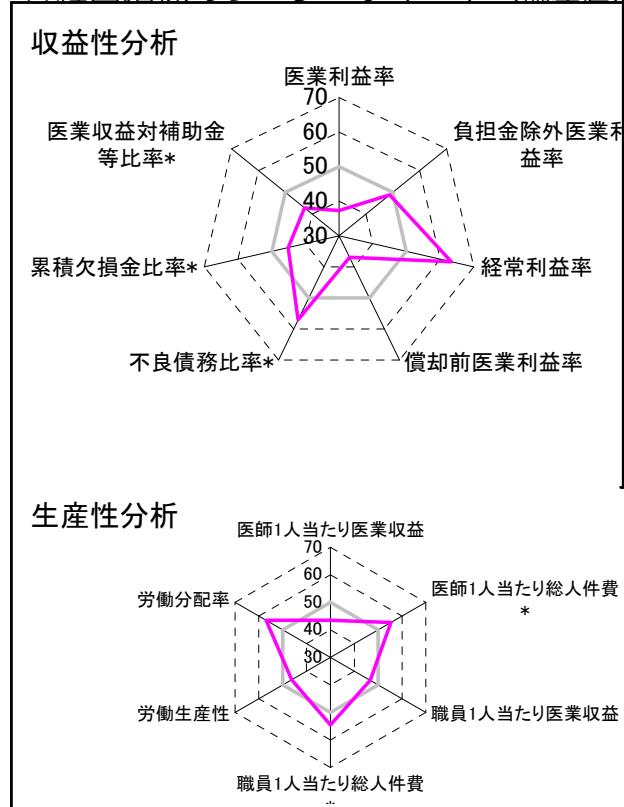 収益性分析
医業利益率
70
60
50
40
30
負担金除外医業利
益率
経常利益率
償却前医業利益率
不良債務比率*
累積欠損金比率*
医業収益対補助金
等比率*
生産性分析
医師1人当たり医業収益
70
60
50
40
30
医師1人当たり総人件費
*
職員1人当たり医業収益
職員1人当たり総人件費
*
労働生産性
労働分配率